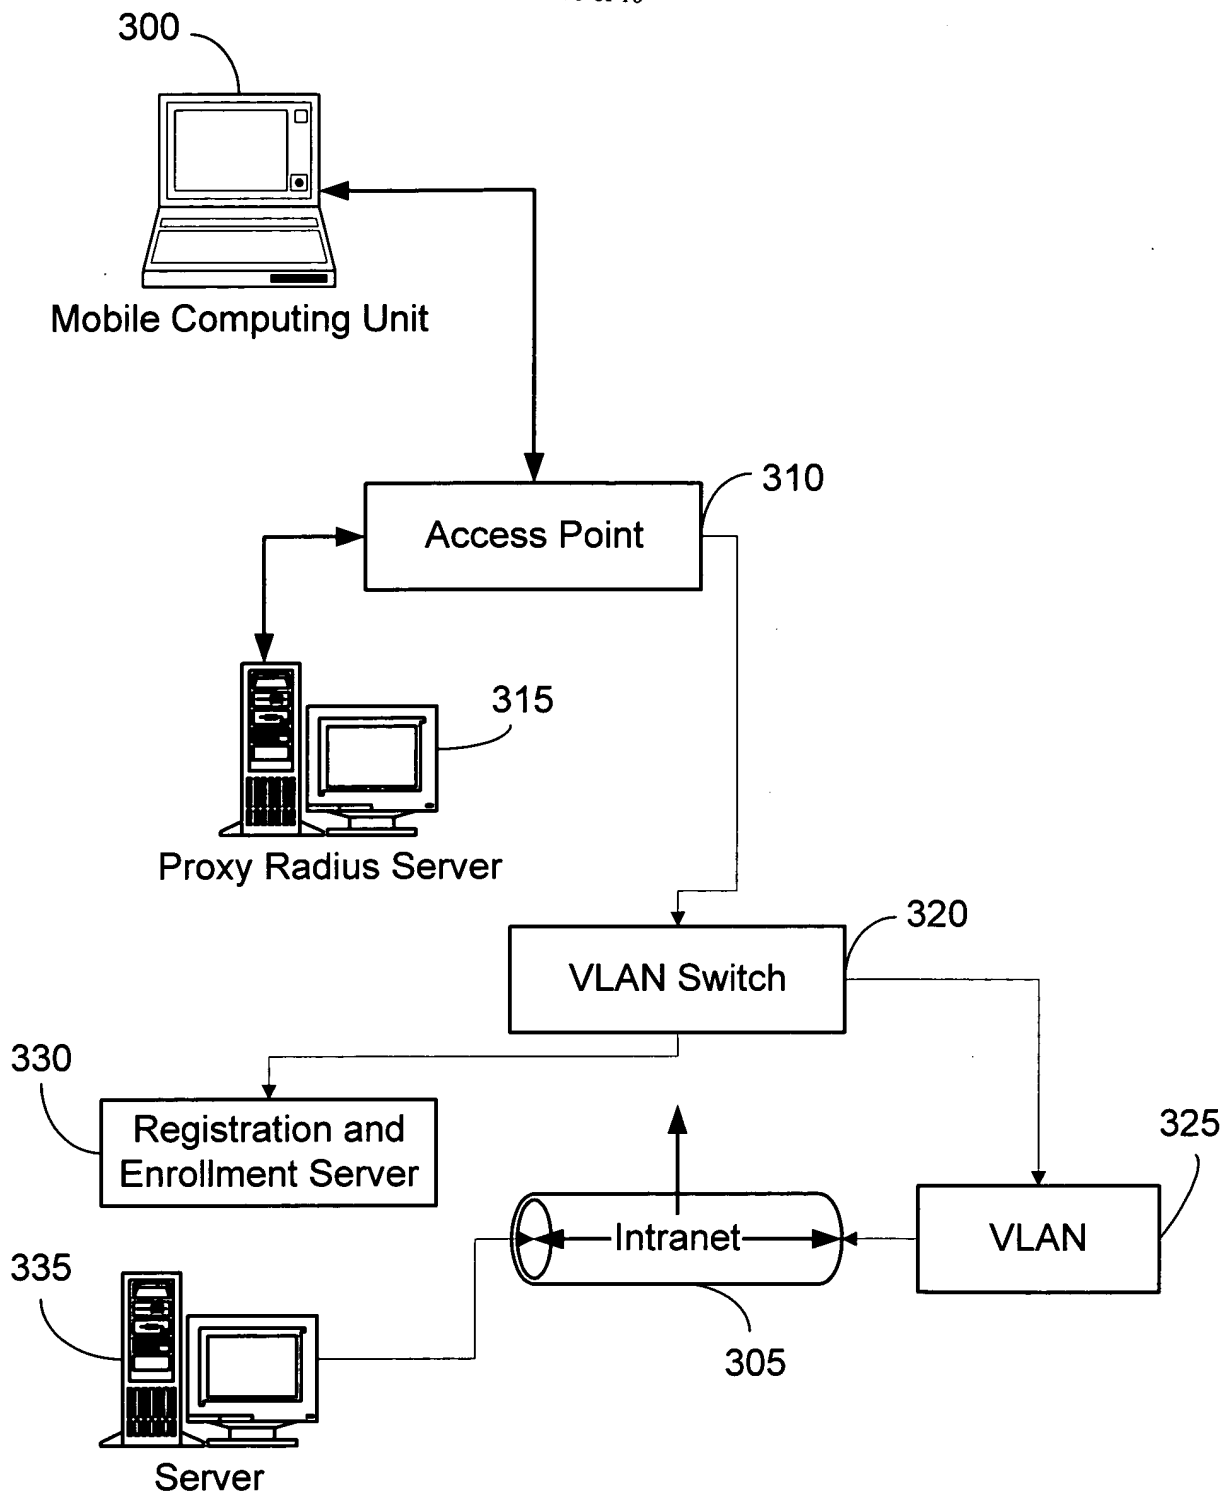 300
Mobile Computing Unit
310
Access Point
315
Proxy Radius Server
320
VLAN Switch
330
Registration and
Enrollment Server
325
Intranet
VLAN
335
305
Server